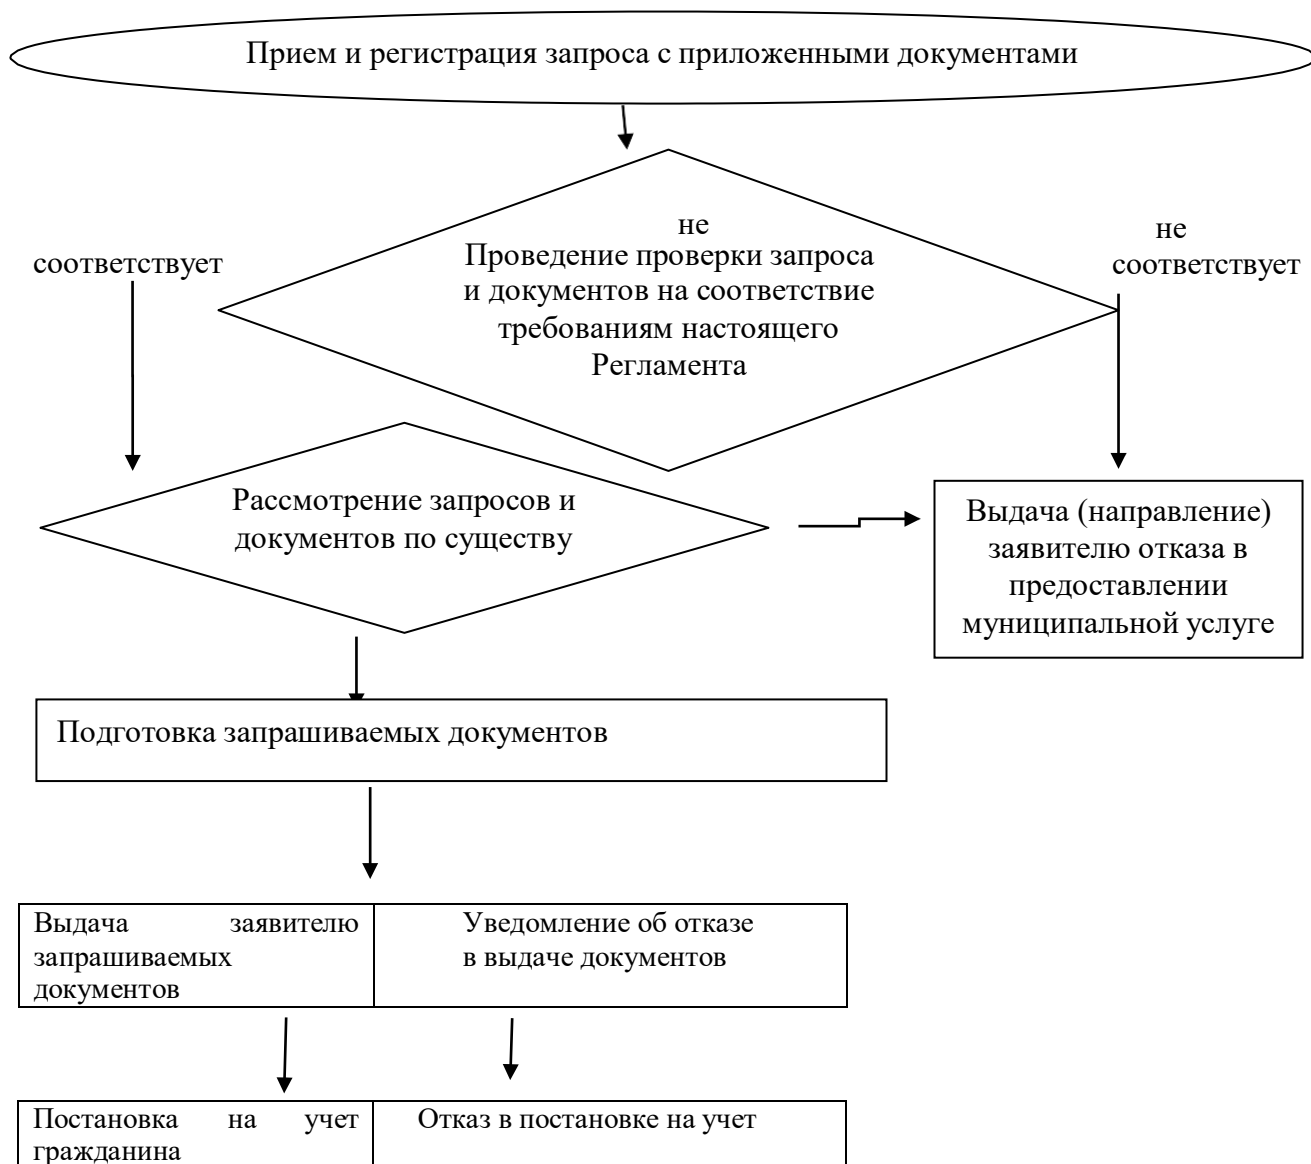 Прием и регистрация запроса с приложенными документами
не
Проведение проверки запроса
и документов на соответствие
требованиям настоящего
Регламента
соответствует
не
соответствует
Рассмотрение запросов и
документов по существу
Выдача (направление)
заявителю отказа в
предоставлении
муниципальной услуге
Подготовка запрашиваемых документов
Выдача заявителю
запрашиваемых
документов
Уведомление об отказе
в выдаче документов
Постановка на учет
гражданина
Отказ в постановке на учет